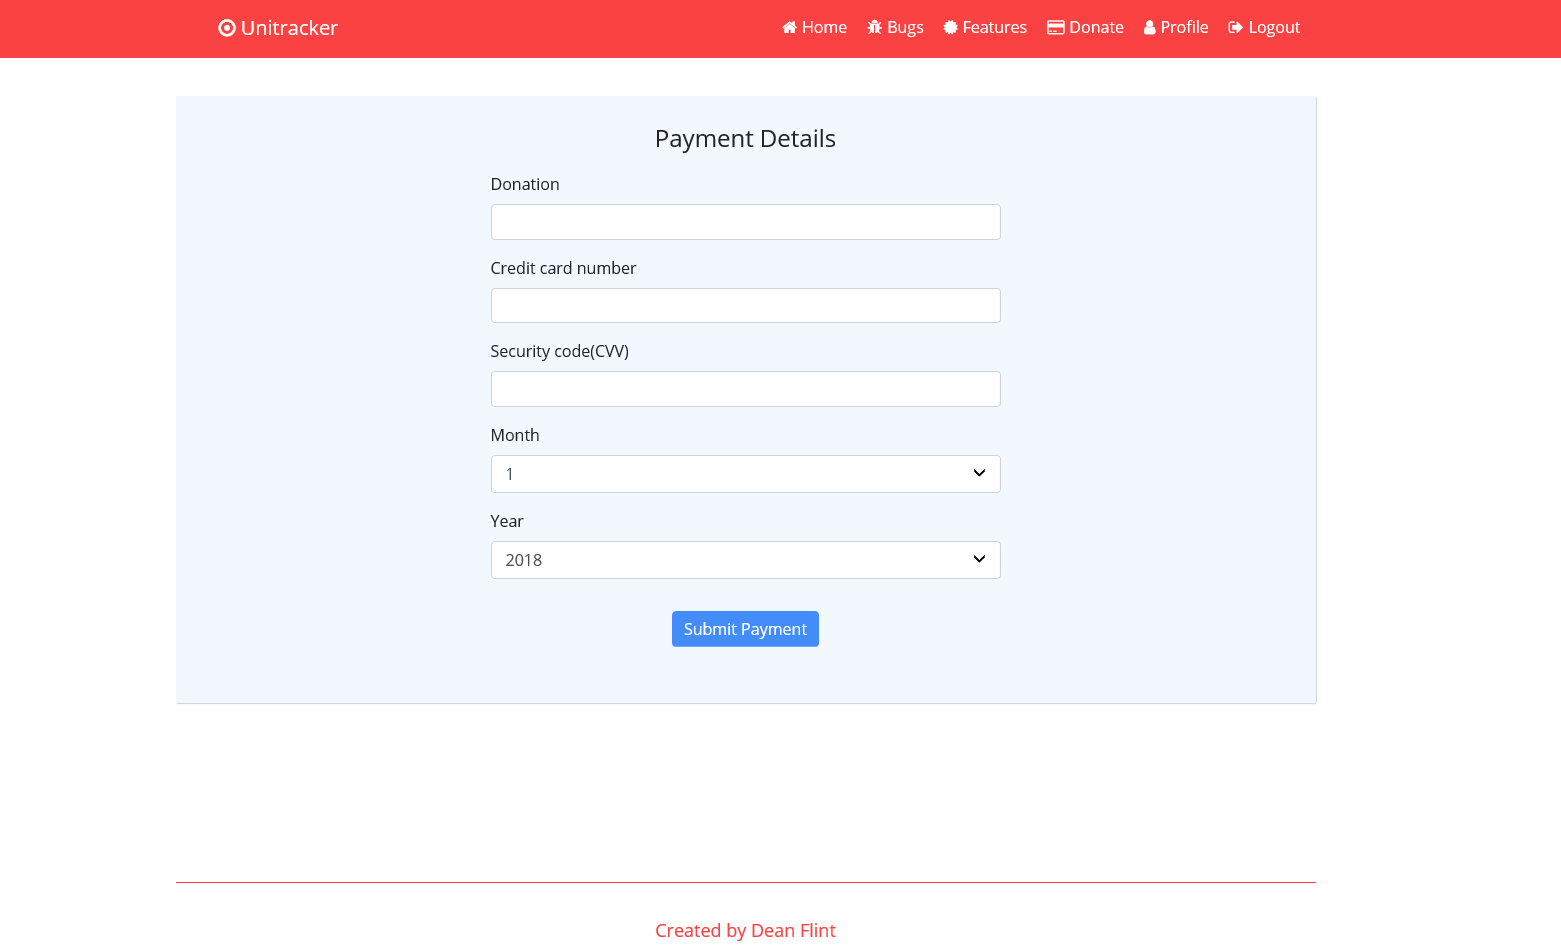 Unitracker Home Bugs Features Donate Profile Logout
Payment Details
Donation
Credit card number
Security code(CVV)
Month
1
Year
2018
Submit Payment
Created by Dean Flint